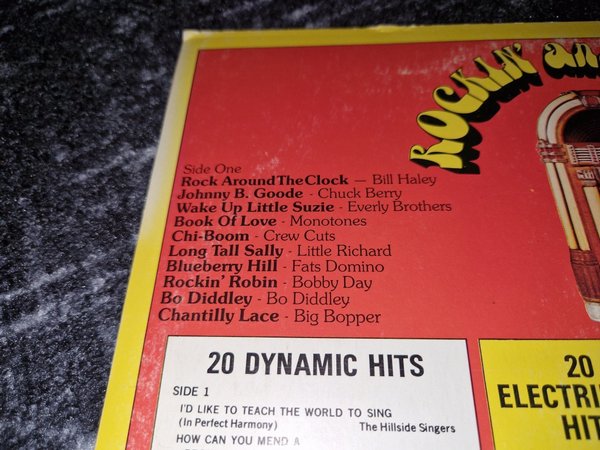 ROCKIN' AN
Side One
Rock Around The Clock — Bill Haley
Johnny B. Goode - Chuck Berry
Wake Up Little Suzie - Everly Brothers
Book Of Love - Monotones
Chi-Boom - Crew Cuts
Long Tall Sally - Little Richard
Blueberry Hill - Fats Domino
Rockin' Robin - Bobby Day
Bo Diddley - Bo Diddley
Chantilly Lace - Big Bopper
20 DYNAMIC HITS
SIDE 1
I'D LIKE TO TEACH THE WORLD TO SING
(In Perfect Harmony) The Hillside Singers
HOW CAN YOU MEND A
20
ELECTRI
HIT